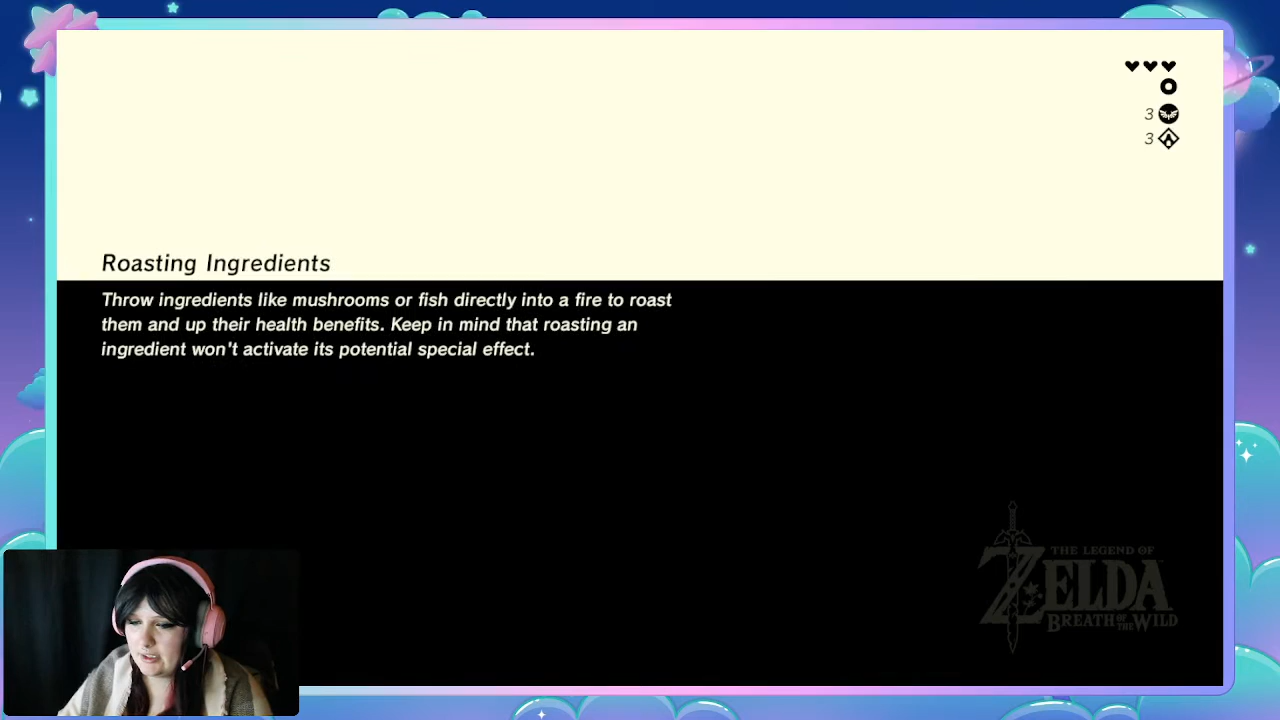 3
3
Roasting Ingredients
Throw ingredients like mushrooms or fish directly into a fire to roast
them and up their health benefits. Keep in mind that roasting an
ingredient won't activate its potential special effect.
THE LEGEND OF
ZELDA
BREATH OF THE WILD